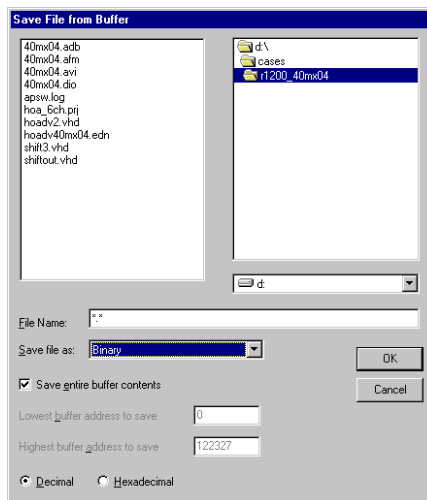 Save File from Buffer
40mx04.adb
40mx04.afm
40mx04.avi
40mx04.dio
apsw.log
hoa_6ch.prj
hoadv2.vhd
hoadv40mx04.edn
shift3.vhd
shiftout.vhd
d:\
cases
r1200_40mx04
d:
File Name: *.*
Save file as: Binary
OK
Save entire buffer contents
Cancel
Lowest buffer address to save 0
Highest buffer address to save 122327
Decimal Hexadecimal